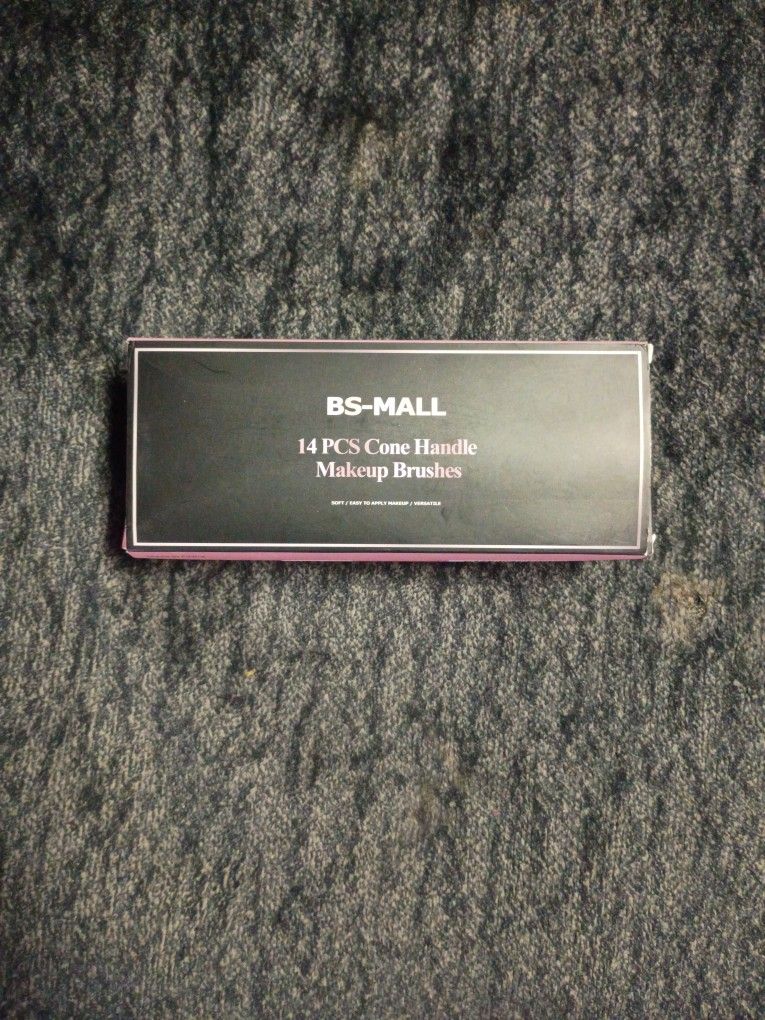 BS-MALL
14 PCS Cone Handle
Makeup Brushes
SOFT / EASY TO APPLY MAKEUP / VERSATILE